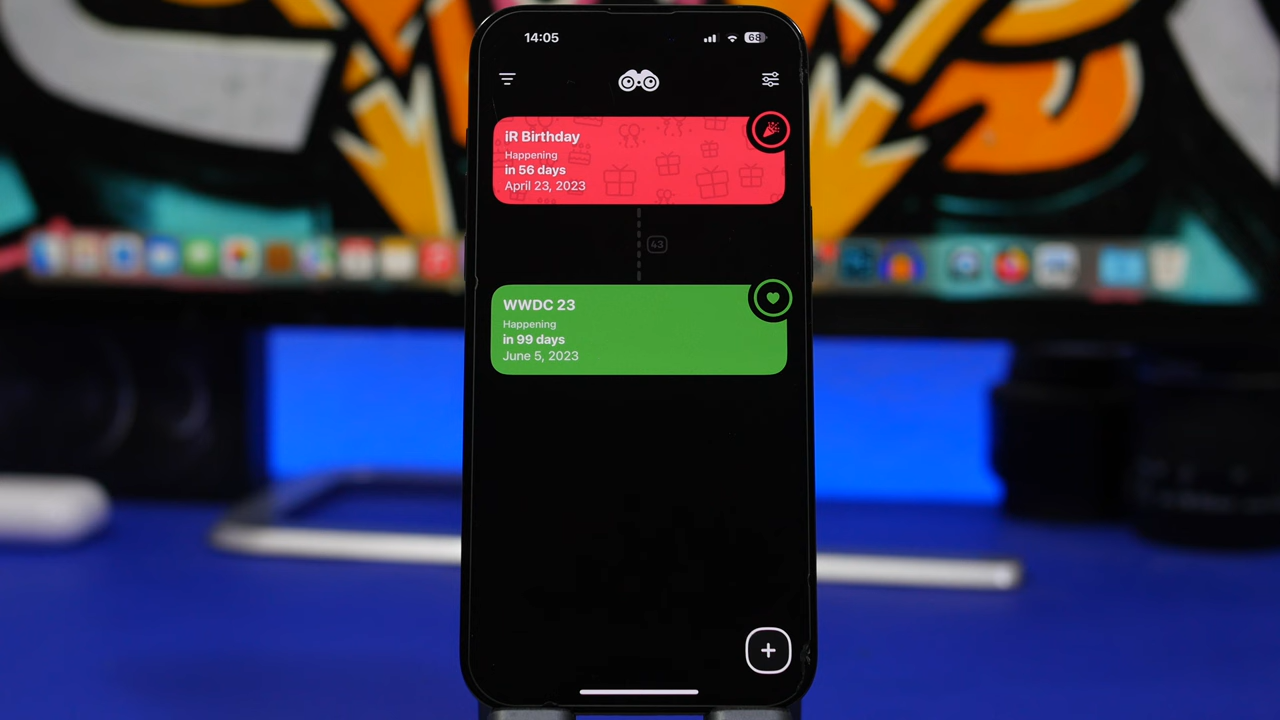 14:05
68
iR Birthday
Happening
in 56 days
April 23, 2023
43
WWDC 23
Happening
in 99 days
June 5, 2023